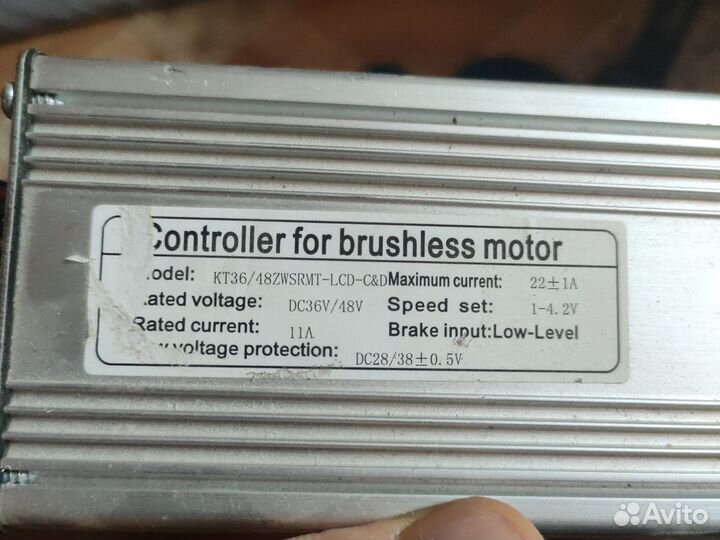 Controller for brushless motor
odel: KT36/48ZWSRMT-LCD-C&D Maximum current: 22±1A
ated voltage: DC36V/48V Speed set: 1-4.2V
Rated current: 11A Brake input:Low-Level
w voltage protection: DC28/38±0.5V
Avito